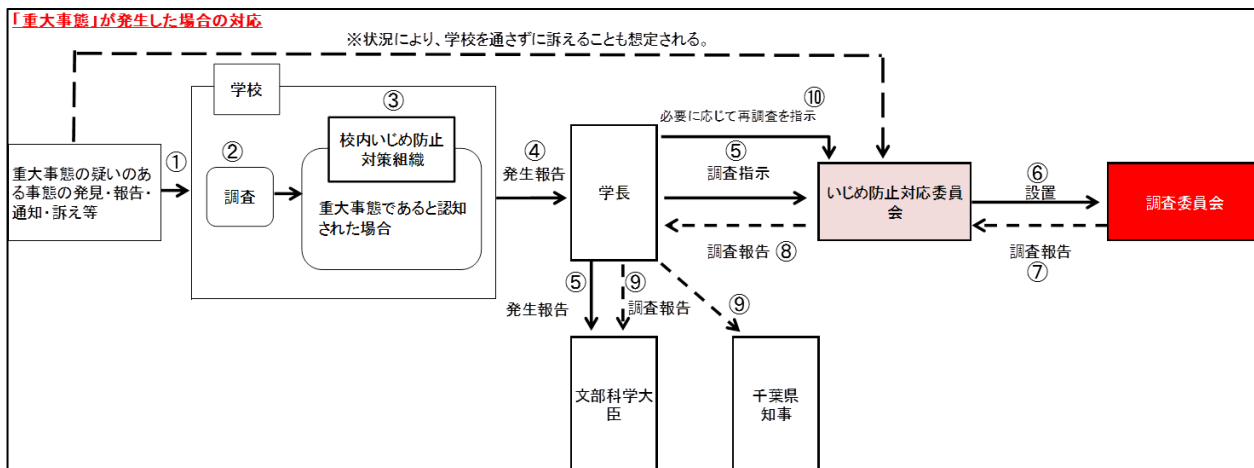 「重大事態」が発生した場合の対応
※状況により、学校を通さずに訴えることも想定される。
学校
③
⑩
必要に応じて再調査を指示
校内いじめ防止
対策組織
①
②
④
⑤
⑥
重大事態の疑いのあ
る事態の発見・報告・
通知・訴え等
調査
重大事態であると認知
された場合
発生報告
学長
調査指示
いじめ防止対応委員
会
設置
調査委員会
調査報告
⑧
調査報告
⑦
⑤
発生報告
⑨
調査報告
⑨
文部科学大
臣
千葉県
知事